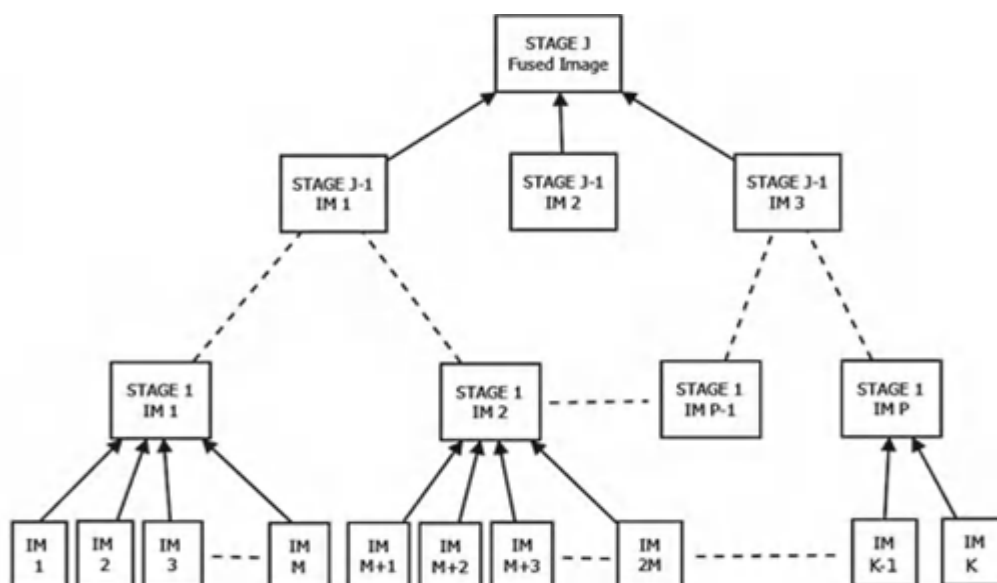 STAGE J
Fused Image
STAGE J-1
IM 1
STAGE J-1
IM 2
STAGE J-1
IM 3
STAGE 1
IM 1
STAGE 1
IM 2
STAGE 1
IM P-1
STAGE 1
IM P
IM
1
IM
2
IM
3
IM
M
IM
M+1
IM
M+2
IM
M+3
IM
2M
IM
K-1
IM
K